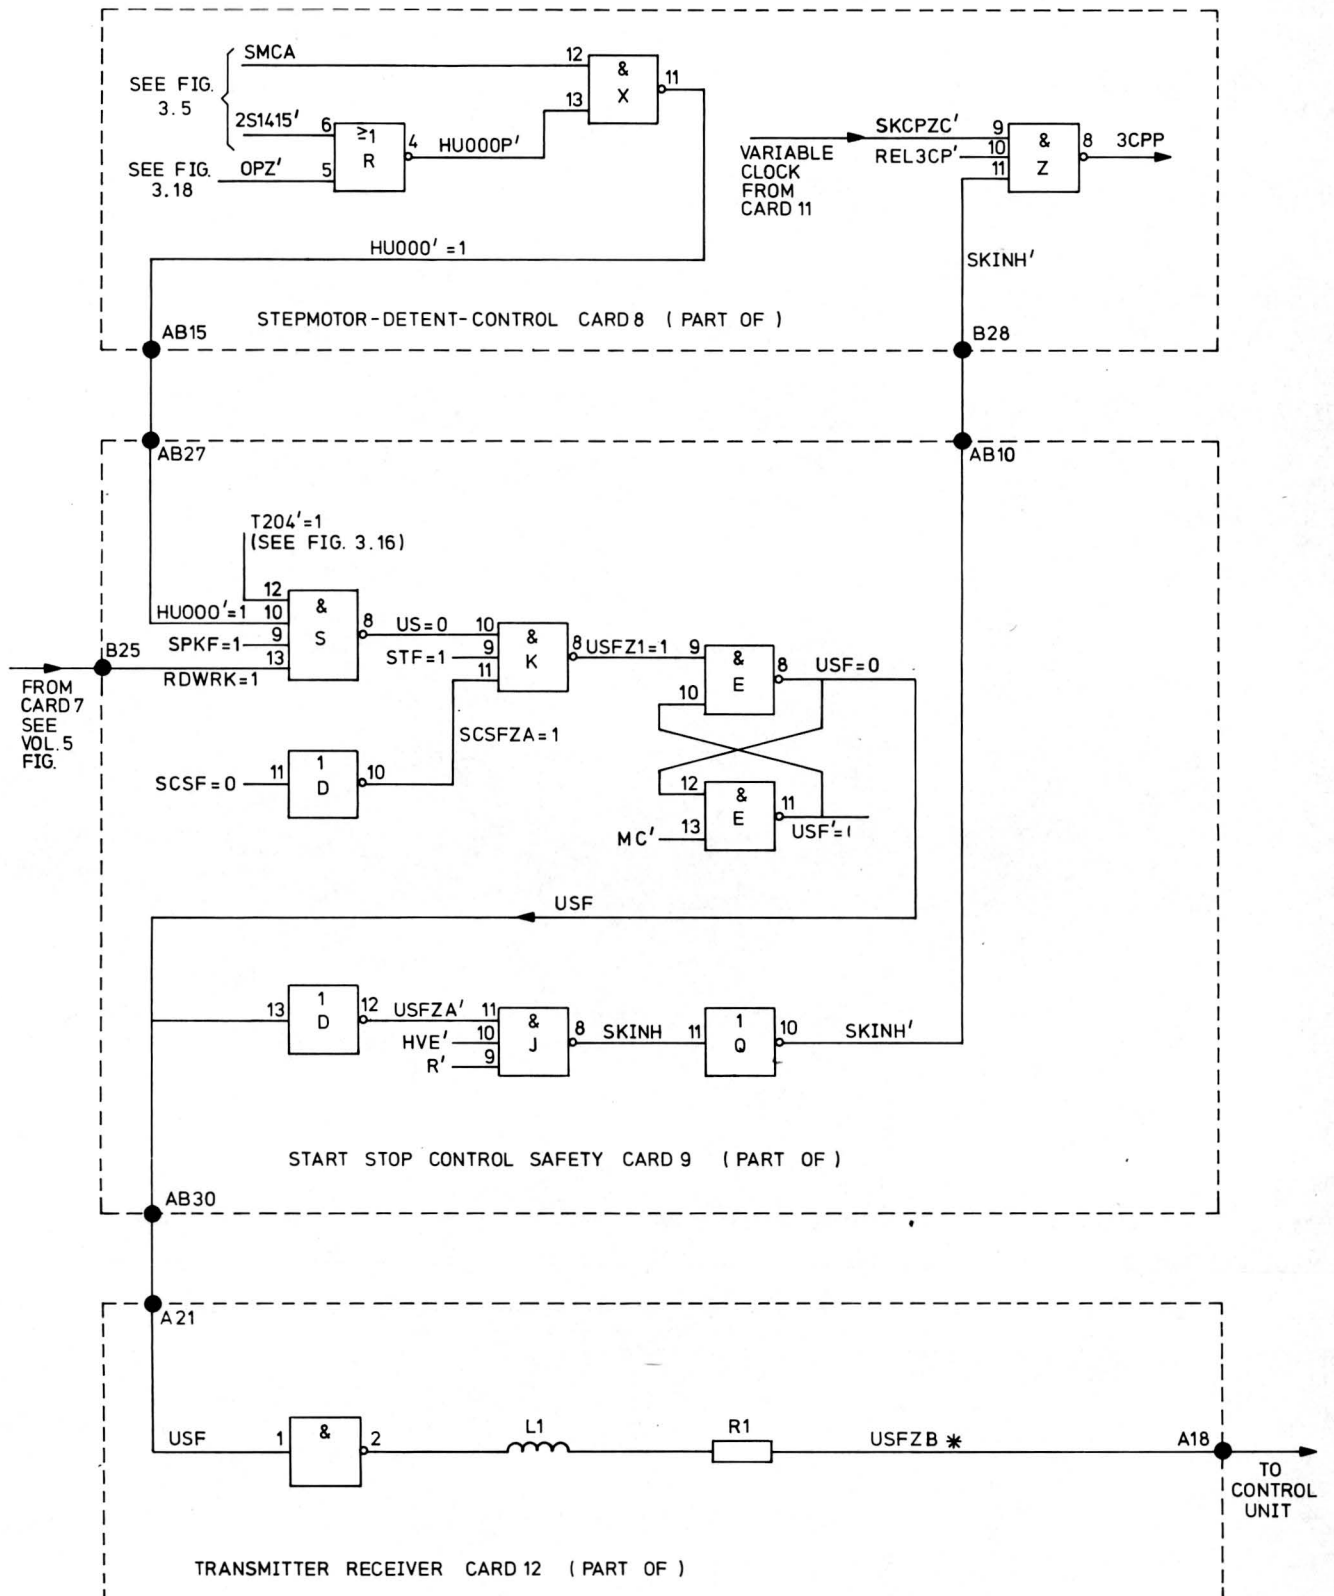 SMCA
12
&
X
11
13
SEE FIG.
3.5
2S1415'
6
≥1
R
4
HU000P'
SEE FIG.
3.18
OPZ'
5
VARIABLE
CLOCK
FROM
CARD 11
SKCPZC'
9
REL3CP'
10
11
&
Z
8
3CPP
HU000' = 1
SKINH'
STEPMOTOR-DETENT-CONTROL CARD 8 ( PART OF )
AB15
B28
AB27
AB10
T204'=1
(SEE FIG. 3.16)
12
HU000'=1
10
SPKF=1
9
13
RDWRK=1
&
S
8
US=0
10
STF=1
9
11
&
K
8
USFZ1=1
9
10
&
E
8
USF=0
B25
FROM
CARD 7
SEE
VOL. 5
FIG.
SCSFZA=1
SCSF=0
11
1
D
10
12
MC'
13
&
E
11
USF'=
USF
13
1
D
12
USFZA'
11
HVE'
10
R'
9
&
J
8
SKINH
11
1
Q
10
SKINH'
START STOP CONTROL SAFETY CARD 9 ( PART OF )
AB30
A21
USF
1
&
2
L1
R1
USFZB *
A18
TO
CONTROL
UNIT
TRANSMITTER RECEIVER CARD 12 ( PART OF )